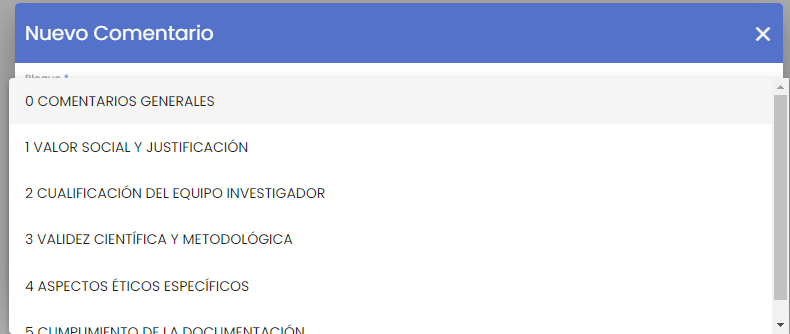 Nuevo Comentario
Bloque *
0 COMENTARIOS GENERALES
1 VALOR SOCIAL Y JUSTIFICACIÓN
2 CUALIFICACIÓN DEL EQUIPO INVESTIGADOR
3 VALIDEZ CIENTÍFICA Y METODOLÓGICA
4 ASPECTOS ÉTICOS ESPECÍFICOS
5 CUMPLIMIENTO DE LA DOCUMENTACIÓN